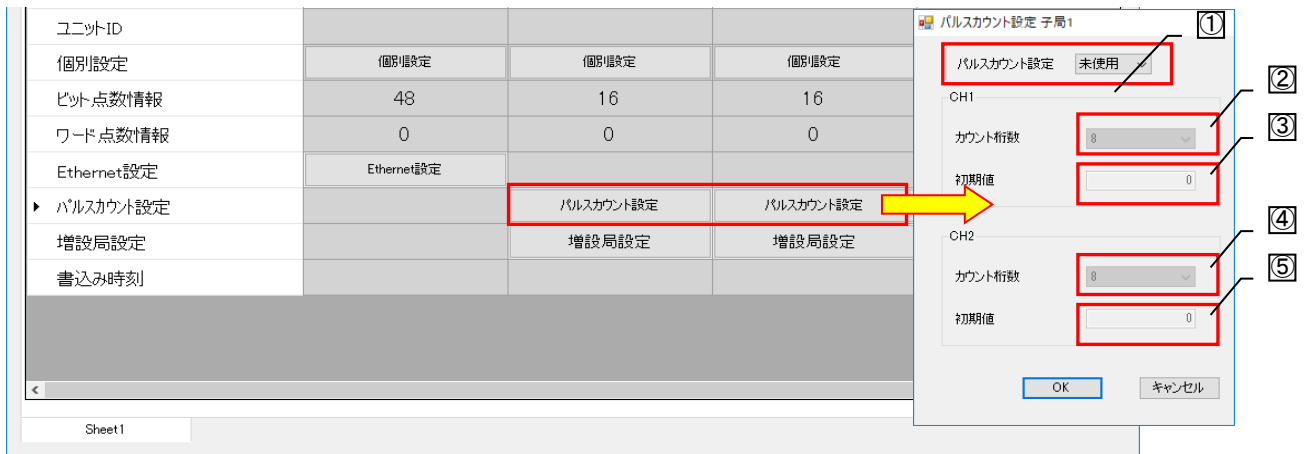 ユニットID
個別設定 個別設定 個別設定 個別設定
ビット点数情報 48 16 16
ワード点数情報 0 0 0
Ethernet設定 Ethernet設定
パルスカウント設定 パルスカウント設定 パルスカウント設定
増設局設定 増設局設定 増設局設定
書込み時刻
Sheet1
パルスカウント設定 子局1
パルスカウント設定 未使用
CH1
カウント桁数 8
初期値 0
CH2
カウント桁数 8
初期値 0
OK キャンセル
①
②
③
④
⑤